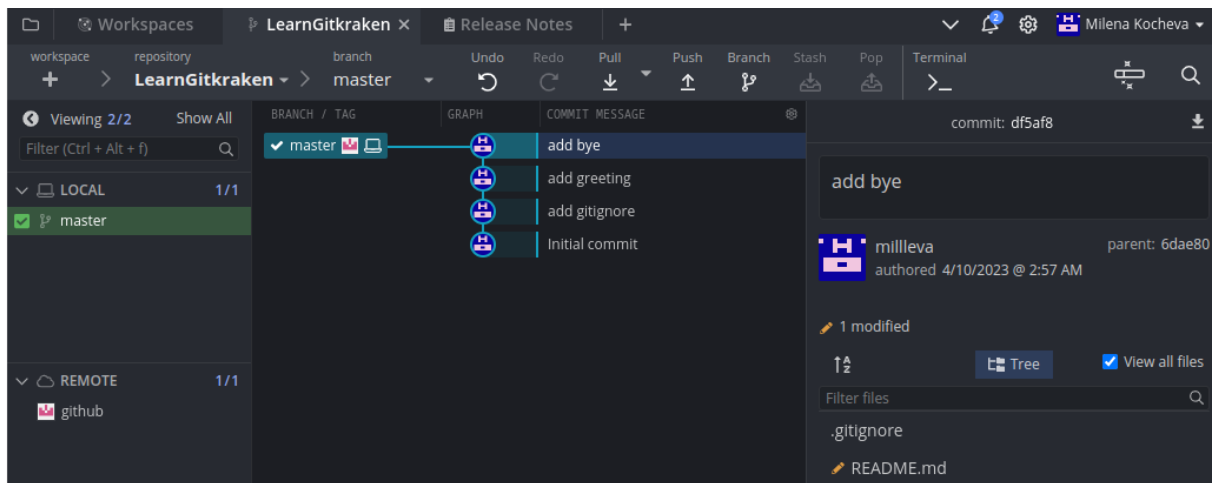 Workspaces LearnGitkraken × Release Notes + 2 Milena Kocheva
workspace repository branch Undo Redo Pull Push Branch Stash Pop Terminal
+ > LearnGitkraken > master
Viewing 2/2 Show All BRANCH / TAG GRAPH COMMIT MESSAGE commit: df5af8
Filter (Ctrl + Alt + f) master add bye
add greeting add bye
LOCAL 1/1
master add gitignore
Initial commit millleva parent: 6dae80
authored 4/10/2023 @ 2:57 AM
1 modified
A Z Tree View all files
REMOTE 1/1
Filter files
github
.gitignore
README.md